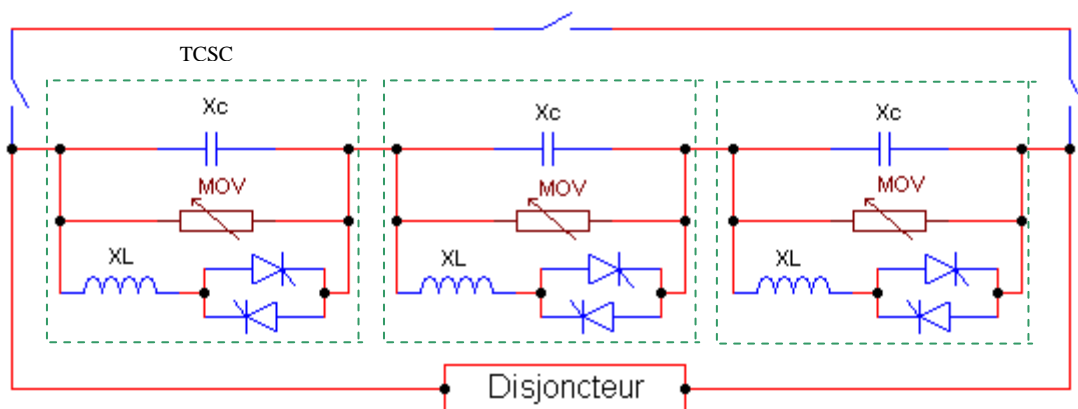 TCSC
Xc Xc Xc
MOV MOV MOV
XL XL XL
Disjoncteur